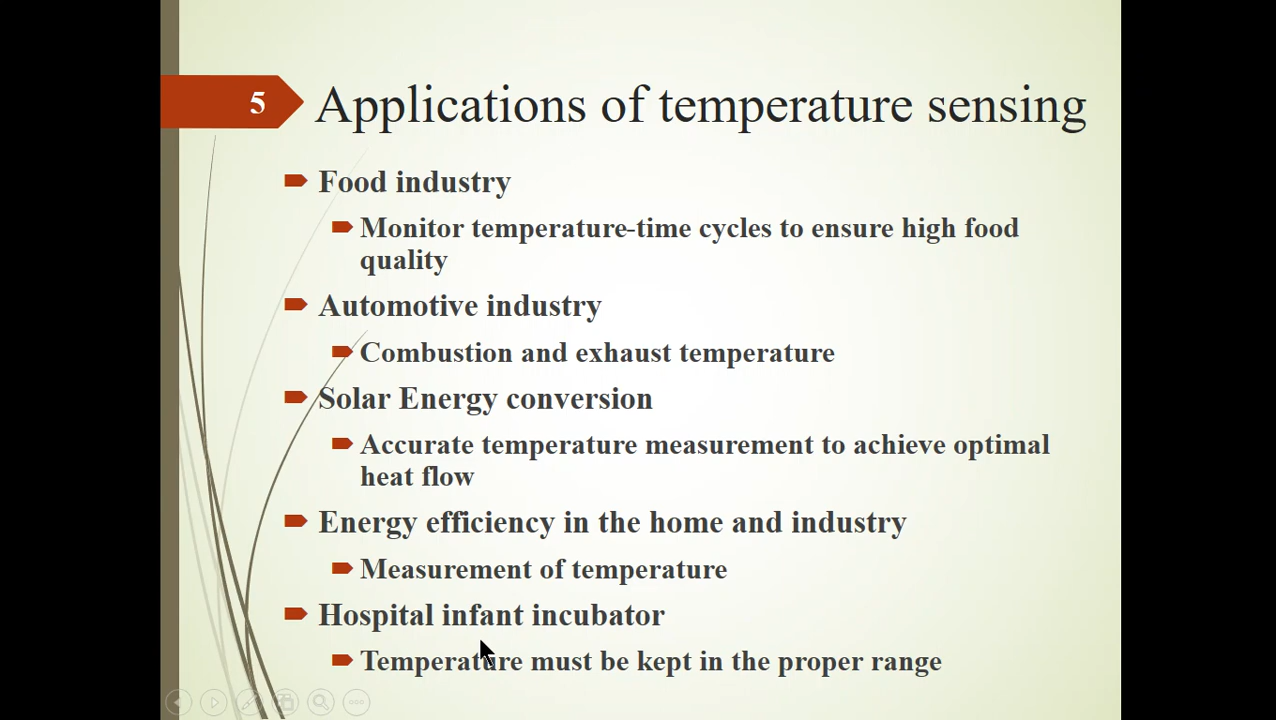 5
Applications of temperature sensing
Food industry
Monitor temperature-time cycles to ensure high food
quality
Automotive industry
Combustion and exhaust temperature
Solar Energy conversion
Accurate temperature measurement to achieve optimal
heat flow
Energy efficiency in the home and industry
Measurement of temperature
Hospital infant incubator
Temperature must be kept in the proper range